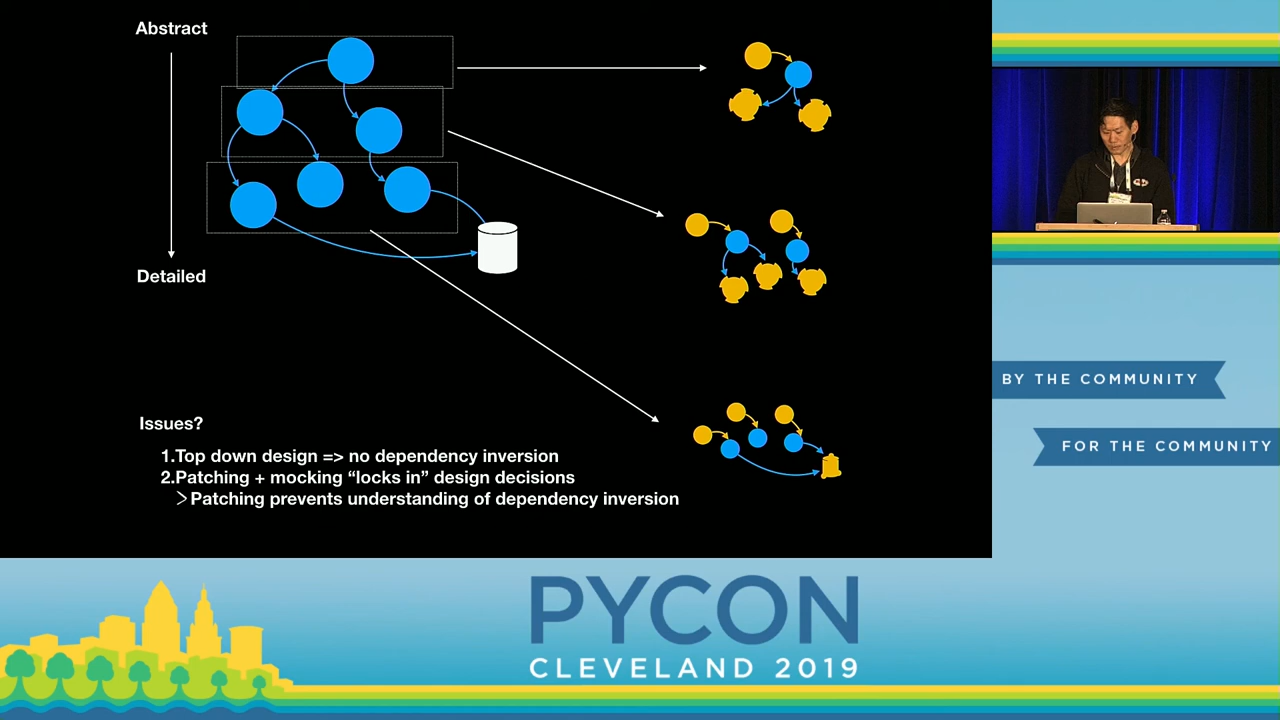 Abstract
Detailed
Issues?
1.Top down design => no dependency inversion
2.Patching + mocking “locks in” design decisions
>Patching prevents understanding of dependency inversion
BY THE COMMUNITY
FOR THE COMMUNITY
PYCON
CLEVELAND 2019